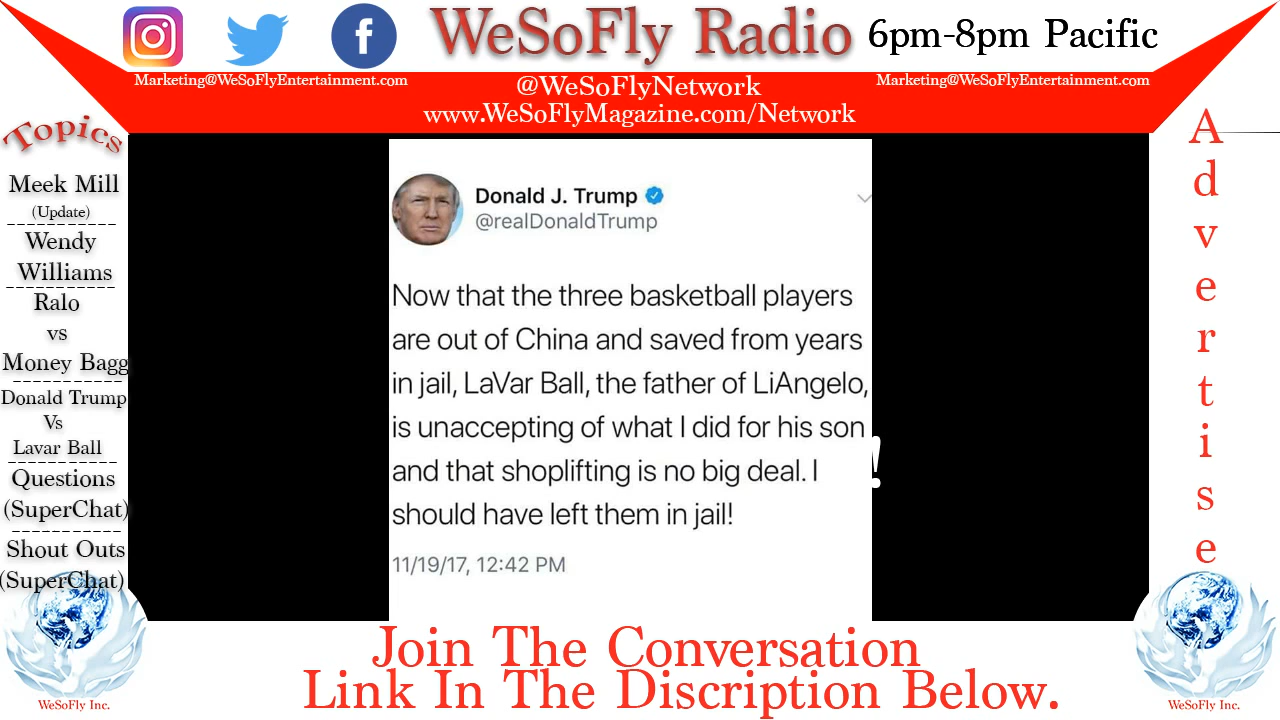 WeSoFly Radio
6pm-8pm Pacific
Marketing@WeSoFlyEntertainment.com
@WeSoFlyNetwork
Marketing@WeSoFlyEntertainment.com
www.WeSoFlyMagazine.com/Network
Topics
Meek Mill
(Update)
Wendy
Williams
Ralo
vs
Money Bagg
Donald Trump
Vs
Lavar Ball
Questions
(SuperChat)
Shout Outs
(SuperChat)
Donald J. Trump
@realDonaldTrump
Now that the three basketball players
are out of China and saved from years
in jail, LaVar Ball, the father of LiAngelo,
is unaccepting of what I did for his son
and that shoplifting is no big deal. I
should have left them in jail!
11/19/17, 12:42 PM
!
Advertise
Join The Conversation
Link In The Discription Below.
WeSoFly Inc.
WeSoFly Inc.